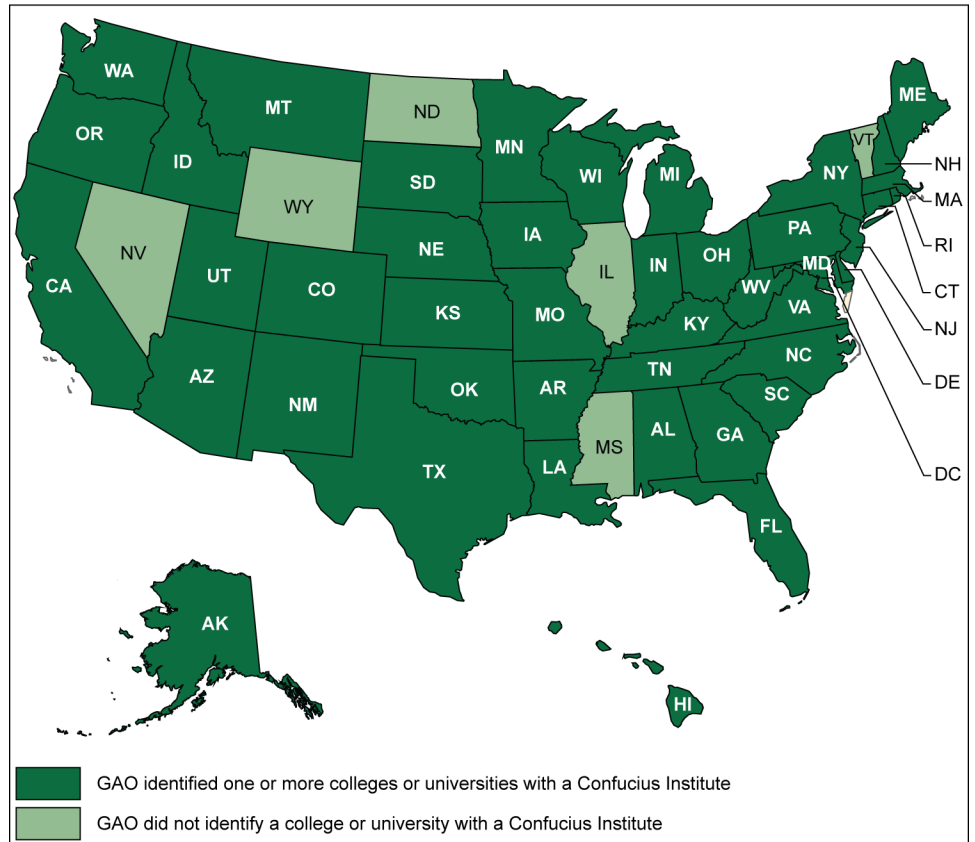 WA
MT
ND
MN
ME
OR
ID
SD
WI
MI
NY
VT
NH
WY
MA
IA
NE
PA
RI
NV
IL
IN
OH
MD
CA
UT
CO
WV
CT
KS
MO
VA
KY
NJ
NC
TN
AZ
OK
DE
NM
AR
SC
MS
AL
GA
TX
LA
DC
FL
AK
HI
GAO identified one or more colleges or universities with a Confucius Institute
GAO did not identify a college or university with a Confucius Institute